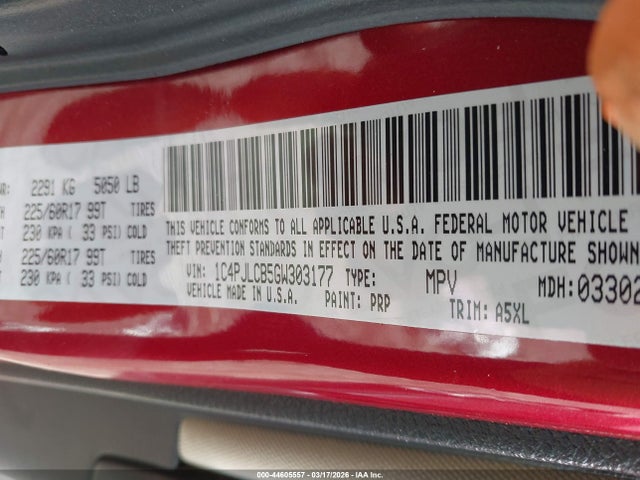 WR: 2291 KG 5050 LB
225/60R17 99T TIRES
230 KPA ( 33 PSI) COLD
225/60R17 99T TIRES
230 KPA ( 33 PSI) COLD
THIS VEHICLE CONFORMS TO ALL APPLICABLE U.S.A. FEDERAL MOTOR VEHICLE
THEFT PREVENTION STANDARDS IN EFFECT ON THE DATE OF MANUFACTURE SHOWN
VIN: 1C4PJLCB5GW303177 TYPE: MPV MDH: 03302
VEHICLE MADE IN U.S.A. PAINT: PRP TRIM: A5XL
000-44605557 - 03/17/2026 - IAA Inc.